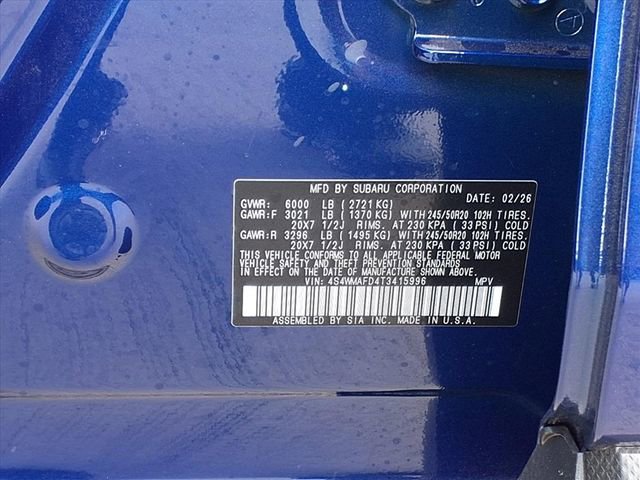 MFD BY SUBARU CORPORATION
DATE: 02/26
GVWR: 6000 LB (2721KG)
GAWR:F 3021 LB (1370 KG) WITH 245/50R20 102H TIRES.
20X7 1/2J RIMS. AT 230 KPA (33 PSI) COLD
GAWR:R 3296 LB (1495 KG) WITH 245/50R20 102H TIRES.
20X7 1/2J RIMS. AT 230 KPA (33 PSI) COLD
THIS VEHICLE CONFORMS TO ALL APPLICABLE FEDERAL MOTOR
VEHICLE SAFETY, BUMPER, AND THEFT PREVENTION STANDARDS
IN EFFECT ON THE DATE OF MANUFACTURE SHOWN ABOVE.
VIN: 4S4WMAFD4T3415996 MPV
ASSEMBLED BY SIA INC. MADE IN U.S.A.
A